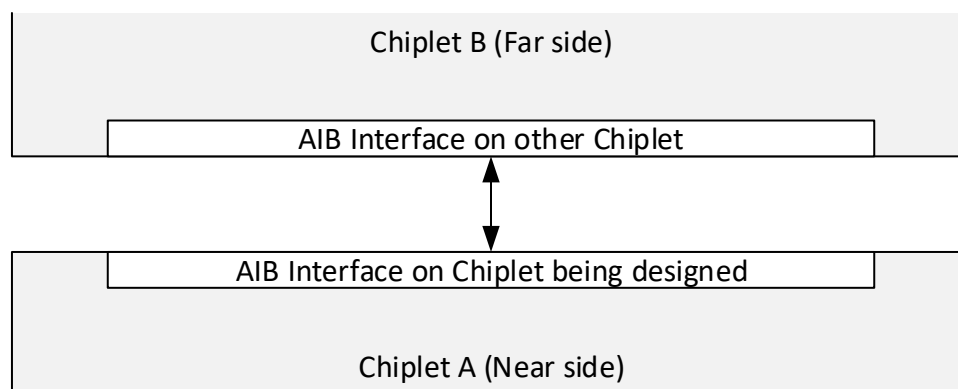 Chiplet B (Far side)
AIB Interface on other Chiplet
AIB Interface on Chiplet being designed
Chiplet A (Near side)